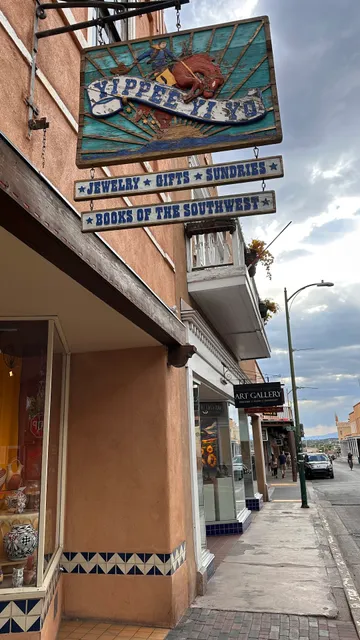 YIPPEE YI YO
JEWELRY ★ GIFTS ★ SUNDRIES
★ BOOKS OF THE SOUTHWEST ★
ART GALLERY